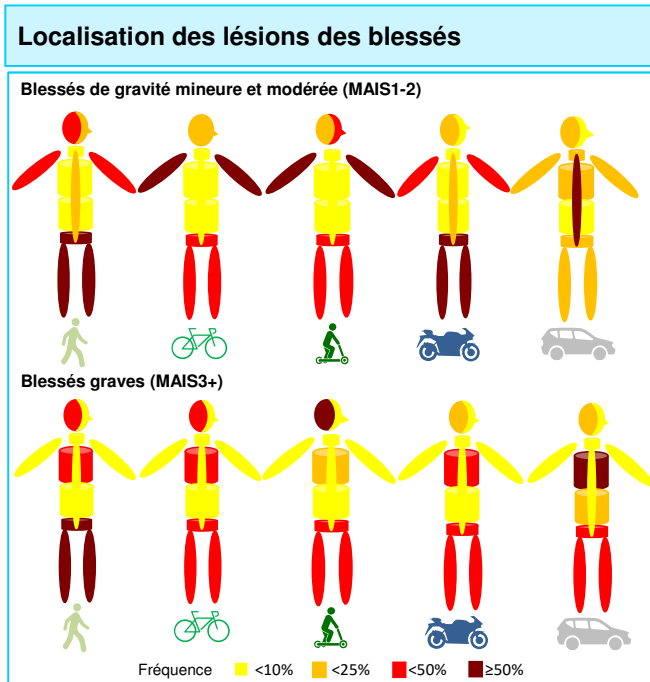 Localisation des lésions des blessés
Blessés de gravité mineure et modérée (MAIS1-2)
Blessés graves (MAIS3+)
Fréquence <10% <25% <50% ≥50%